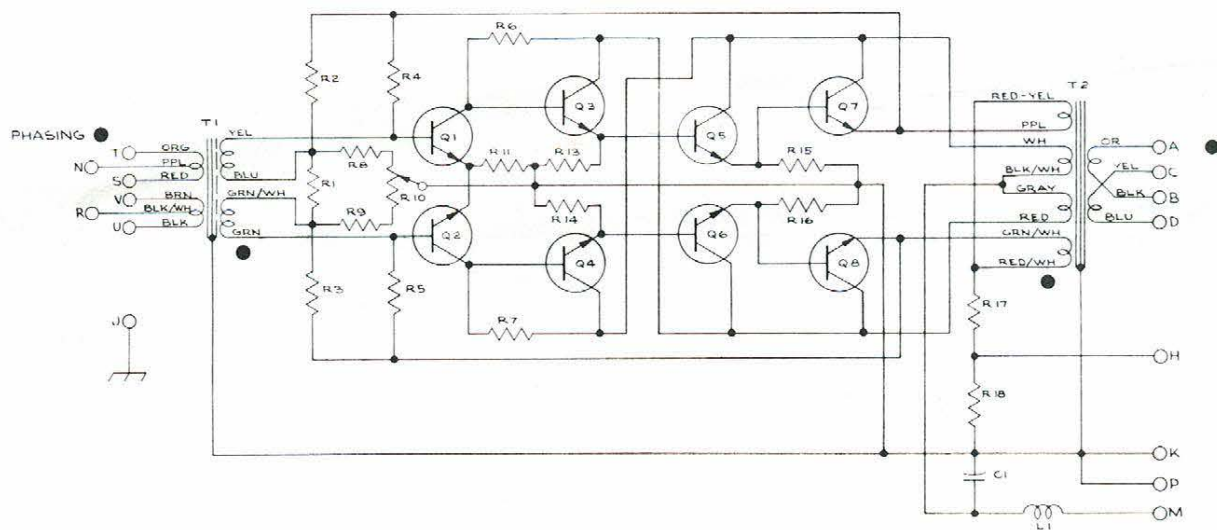 R6
R2
R4
Q3
Q7
T2
RED-YEL
PHASING
T1
Q1
Q5
PPL
T
ORG
YEL
WH
OR
A
N
PPL
R8
R11
R13
R15
YEL
C
S
RED
BLU
BLK/WH
V
BRN
GRN/WH
R1
R10
GRAY
BLK
B
R
BLK/WH
R9
R14
R16
RED
BLU
D
U
BLK
GRN
Q2
Q6
GRN/WH
Q4
Q8
RED/WH
R3
R5
R17
J
R7
H
R18
K
C1
P
L1
M